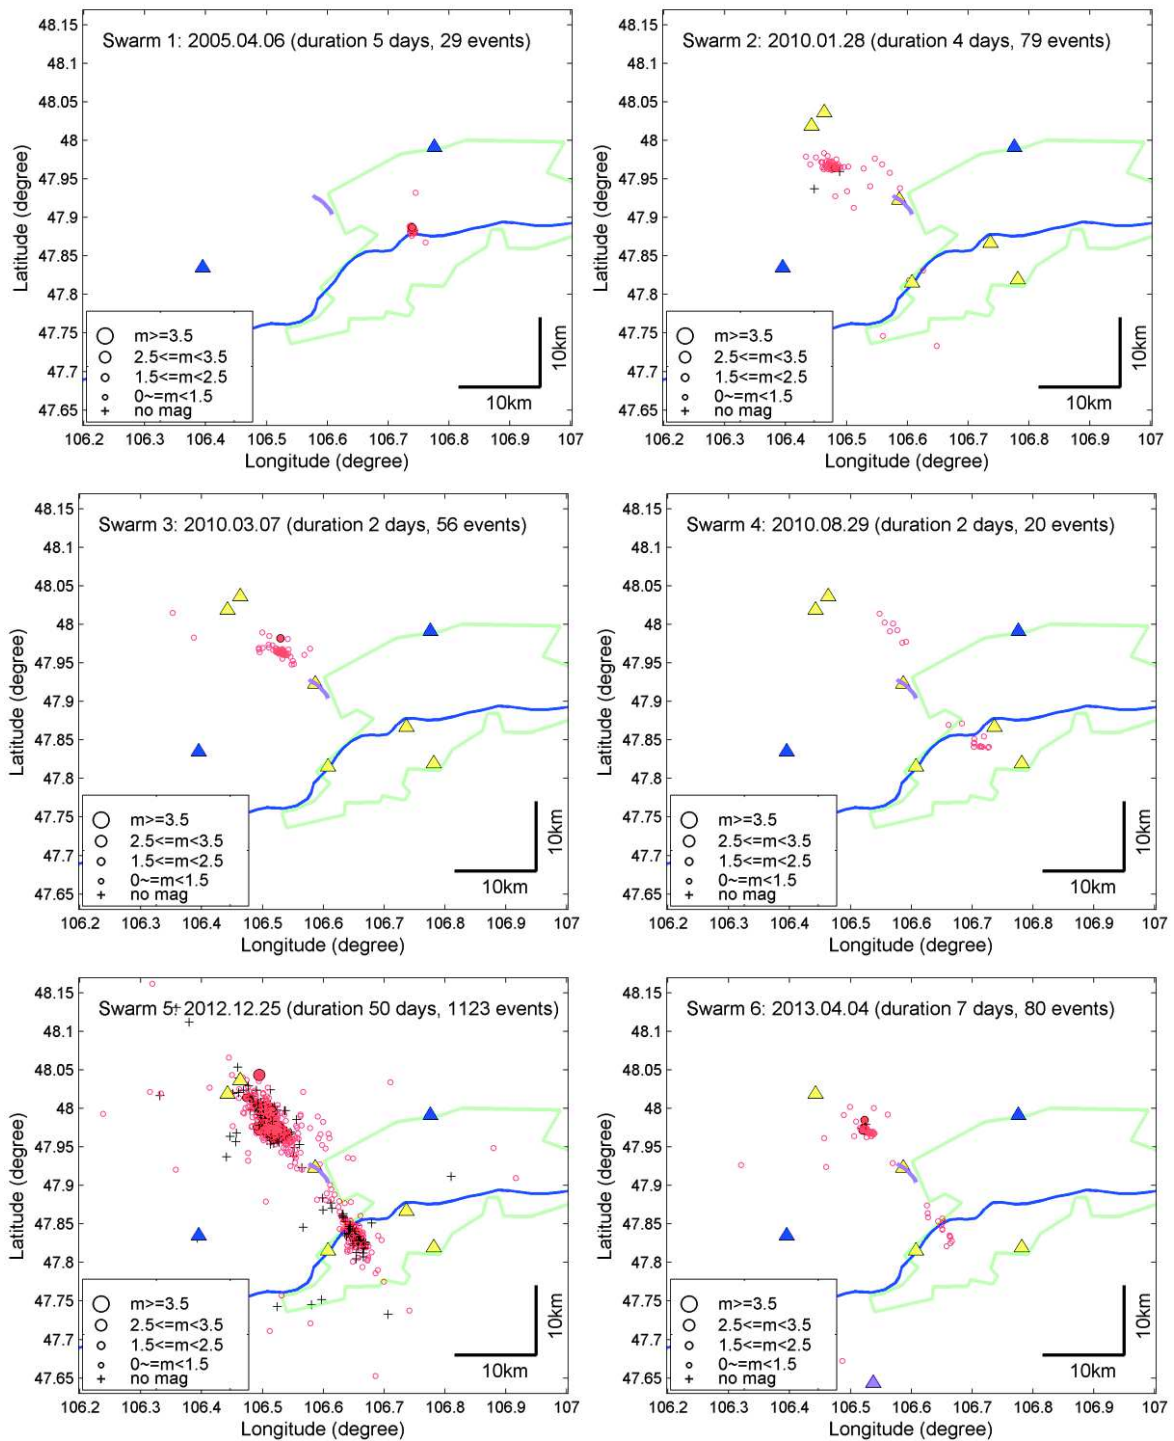 Swarm 1: 2005.04.06 (duration 5 days, 29 events)
48.15
48.1
48.05
48
47.95
47.9
47.85
47.8
47.75
47.7
47.65
Latitude (degree)
m>=3.5
2.5<=m<3.5
1.5<=m<2.5
0~=m<1.5
no mag
10km
10km
106.2 106.3 106.4 106.5 106.6 106.7 106.8 106.9 107
Longitude (degree)
Swarm 2: 2010.01.28 (duration 4 days, 79 events)
48.15
48.1
48.05
48
47.95
47.9
47.85
47.8
47.75
47.7
47.65
Latitude (degree)
m>=3.5
2.5<=m<3.5
1.5<=m<2.5
0~=m<1.5
no mag
10km
10km
106.2 106.3 106.4 106.5 106.6 106.7 106.8 106.9 107
Longitude (degree)
Swarm 3: 2010.03.07 (duration 2 days, 56 events)
48.15
48.1
48.05
48
47.95
47.9
47.85
47.8
47.75
47.7
47.65
Latitude (degree)
m>=3.5
2.5<=m<3.5
1.5<=m<2.5
0~=m<1.5
no mag
10km
10km
106.2 106.3 106.4 106.5 106.6 106.7 106.8 106.9 107
Longitude (degree)
Swarm 4: 2010.08.29 (duration 2 days, 20 events)
48.15
48.1
48.05
48
47.95
47.9
47.85
47.8
47.75
47.7
47.65
Latitude (degree)
m>=3.5
2.5<=m<3.5
1.5<=m<2.5
0~=m<1.5
no mag
10km
10km
106.2 106.3 106.4 106.5 106.6 106.7 106.8 106.9 107
Longitude (degree)
Swarm 5: 2012.12.25 (duration 50 days, 1123 events)
48.15
48.1
48.05
48
47.95
47.9
47.85
47.8
47.75
47.7
47.65
Latitude (degree)
m>=3.5
2.5<=m<3.5
1.5<=m<2.5
0~=m<1.5
no mag
10km
10km
106.2 106.3 106.4 106.5 106.6 106.7 106.8 106.9 107
Longitude (degree)
Swarm 6: 2013.04.04 (duration 7 days, 80 events)
48.15
48.1
48.05
48
47.95
47.9
47.85
47.8
47.75
47.7
47.65
Latitude (degree)
m>=3.5
2.5<=m<3.5
1.5<=m<2.5
0~=m<1.5
no mag
10km
10km
106.2 106.3 106.4 106.5 106.6 106.7 106.8 106.9 107
Longitude (degree)